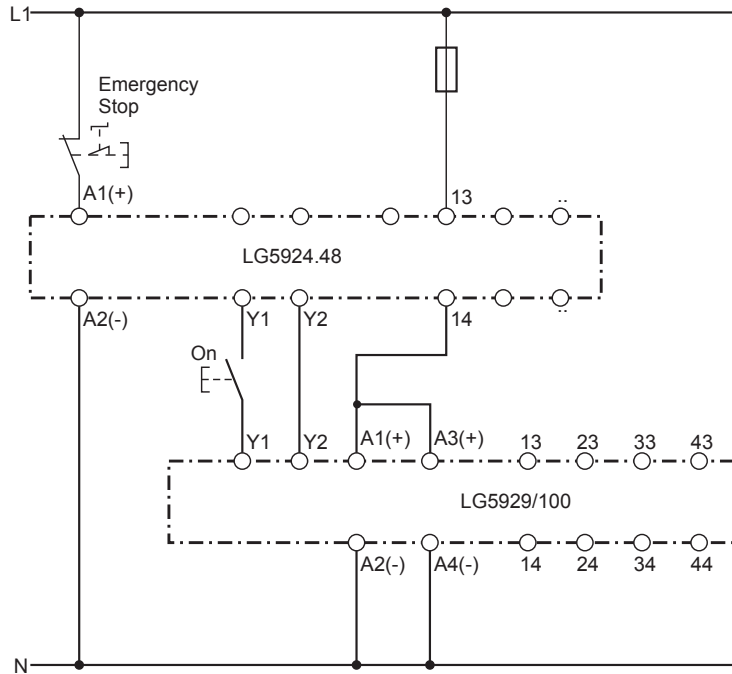 L1
Emergency
Stop
A1(+)
13
..
LG5924.48
A2(-)
Y1
Y2
14
..
On
Y1
Y2
A1(+)
A3(+)
13
23
33
43
LG5929/100
A2(-)
A4(-)
14
24
34
44
N